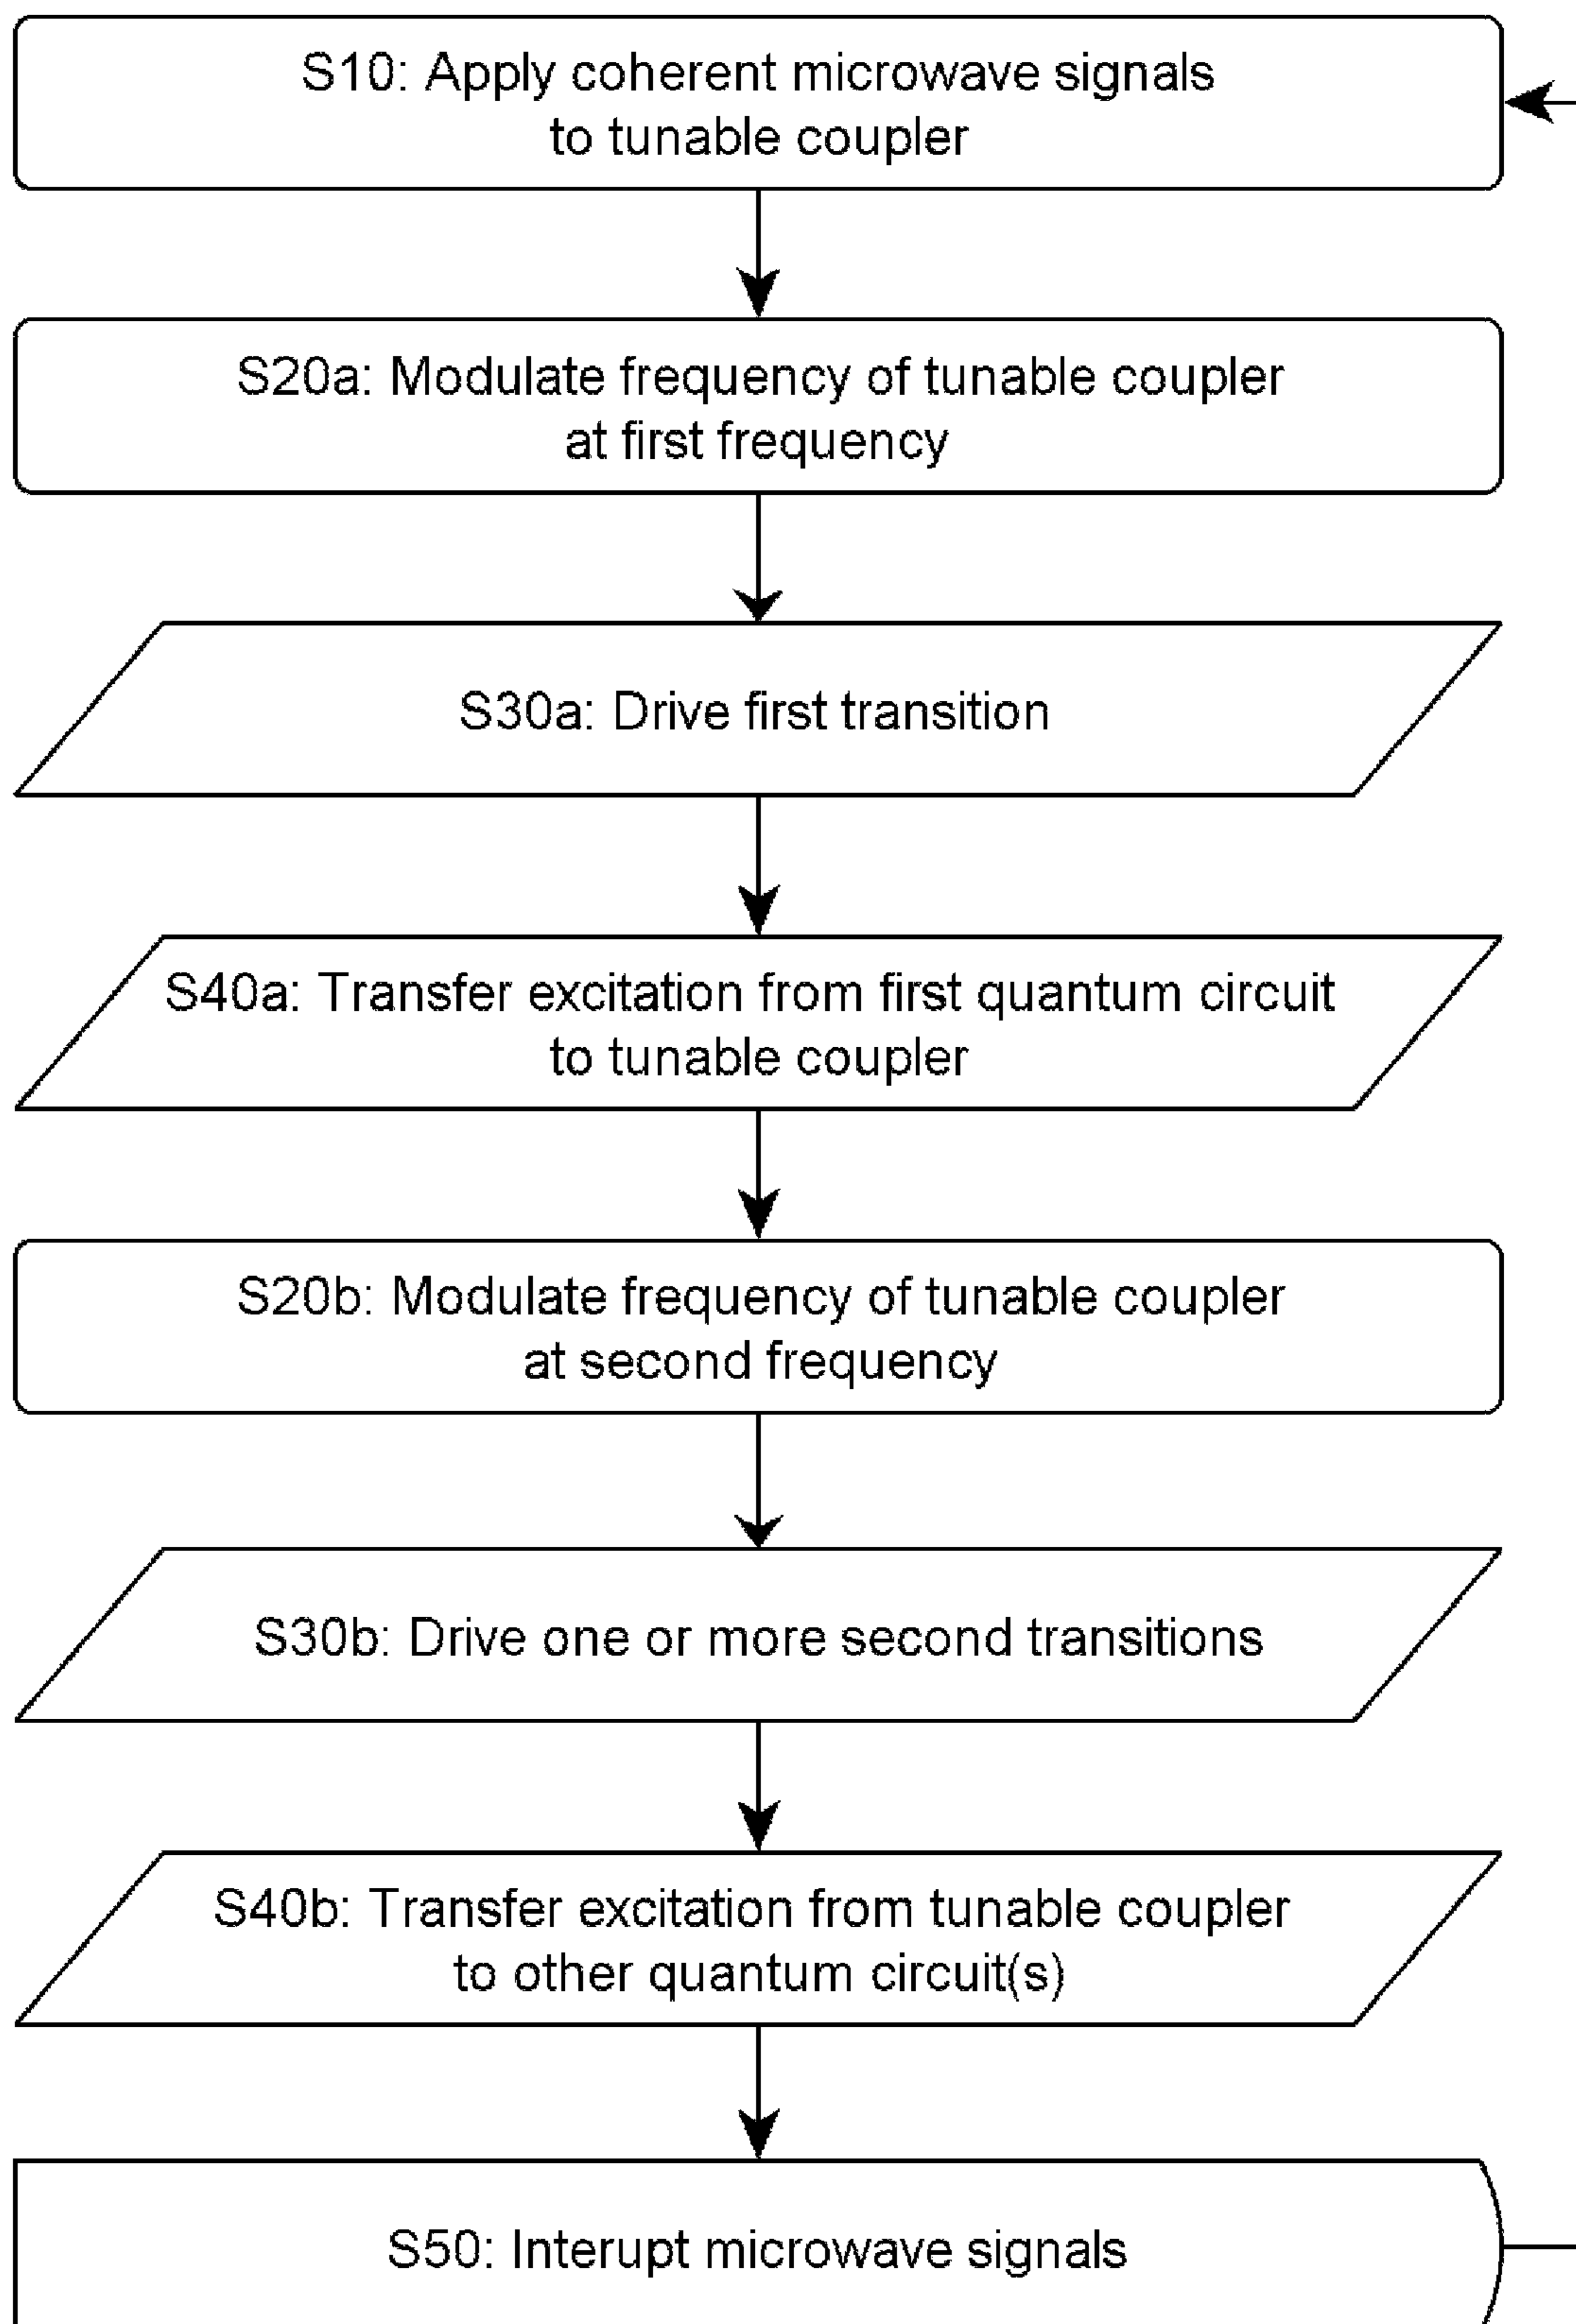 S10: Apply coherent microwave signals
to tunable coupler
S20a: Modulate frequency of tunable coupler
at first frequency
S30a: Drive first transition
S40a: Transfer excitation from first quantum circuit
to tunable coupler
S20b: Modulate frequency of tunable coupler
at second frequency
S30b: Drive one or more second transitions
S40b: Transfer excitation from tunable coupler
to other quantum circuit(s)
S50: Interupt microwave signals